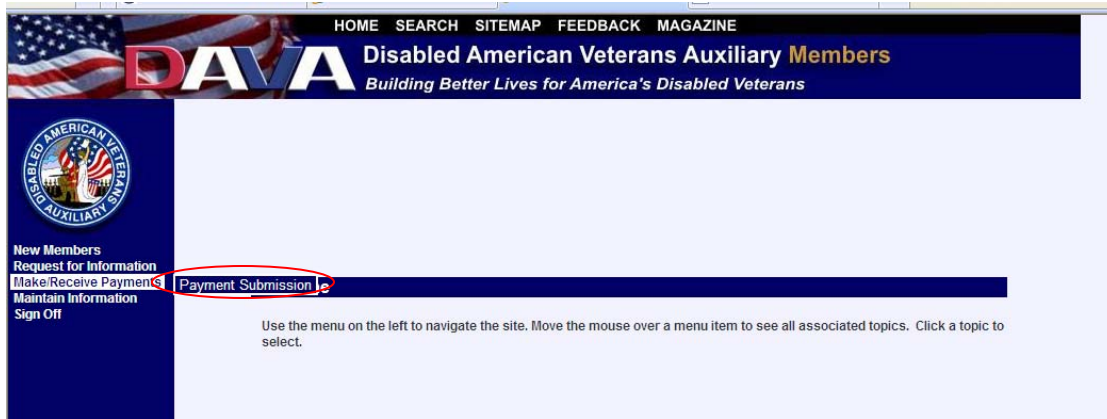 HOME SEARCH SITEMAP FEEDBACK MAGAZINE
DAVA
Disabled American Veterans Auxiliary Members
Building Better Lives for America's Disabled Veterans
DISABLED AMERICAN VETERANS
AUXILIARY
New Members
Request for Information
Make/Receive Payments
Payment Submission
Maintain Information
Sign Off
Use the menu on the left to navigate the site. Move the mouse over a menu item to see all associated topics. Click a topic to
select.